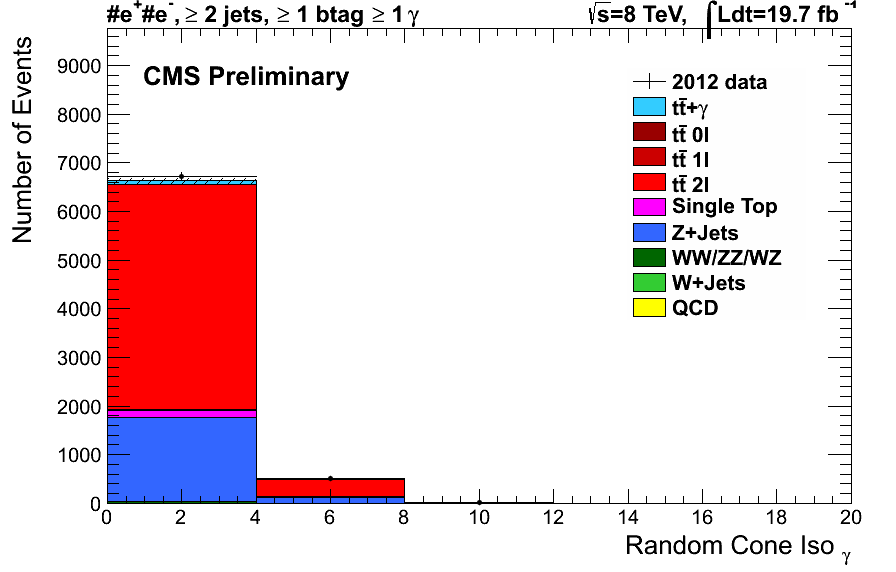 #e⁺#e⁻, ≥ 2 jets, ≥ 1 btag ≥ 1 γ
√s=8 TeV, ∫Ldt=19.7 fb⁻¹
CMS Preliminary
2012 data
tt̄+γ
tt̄ 0l
tt̄ 1l
tt̄ 2l
Single Top
Z+Jets
WW/ZZ/WZ
W+Jets
QCD
Number of Events
9000
8000
7000
6000
5000
4000
3000
2000
1000
0
0 2 4 6 8 10 12 14 16 18 20
Random Cone Iso γ